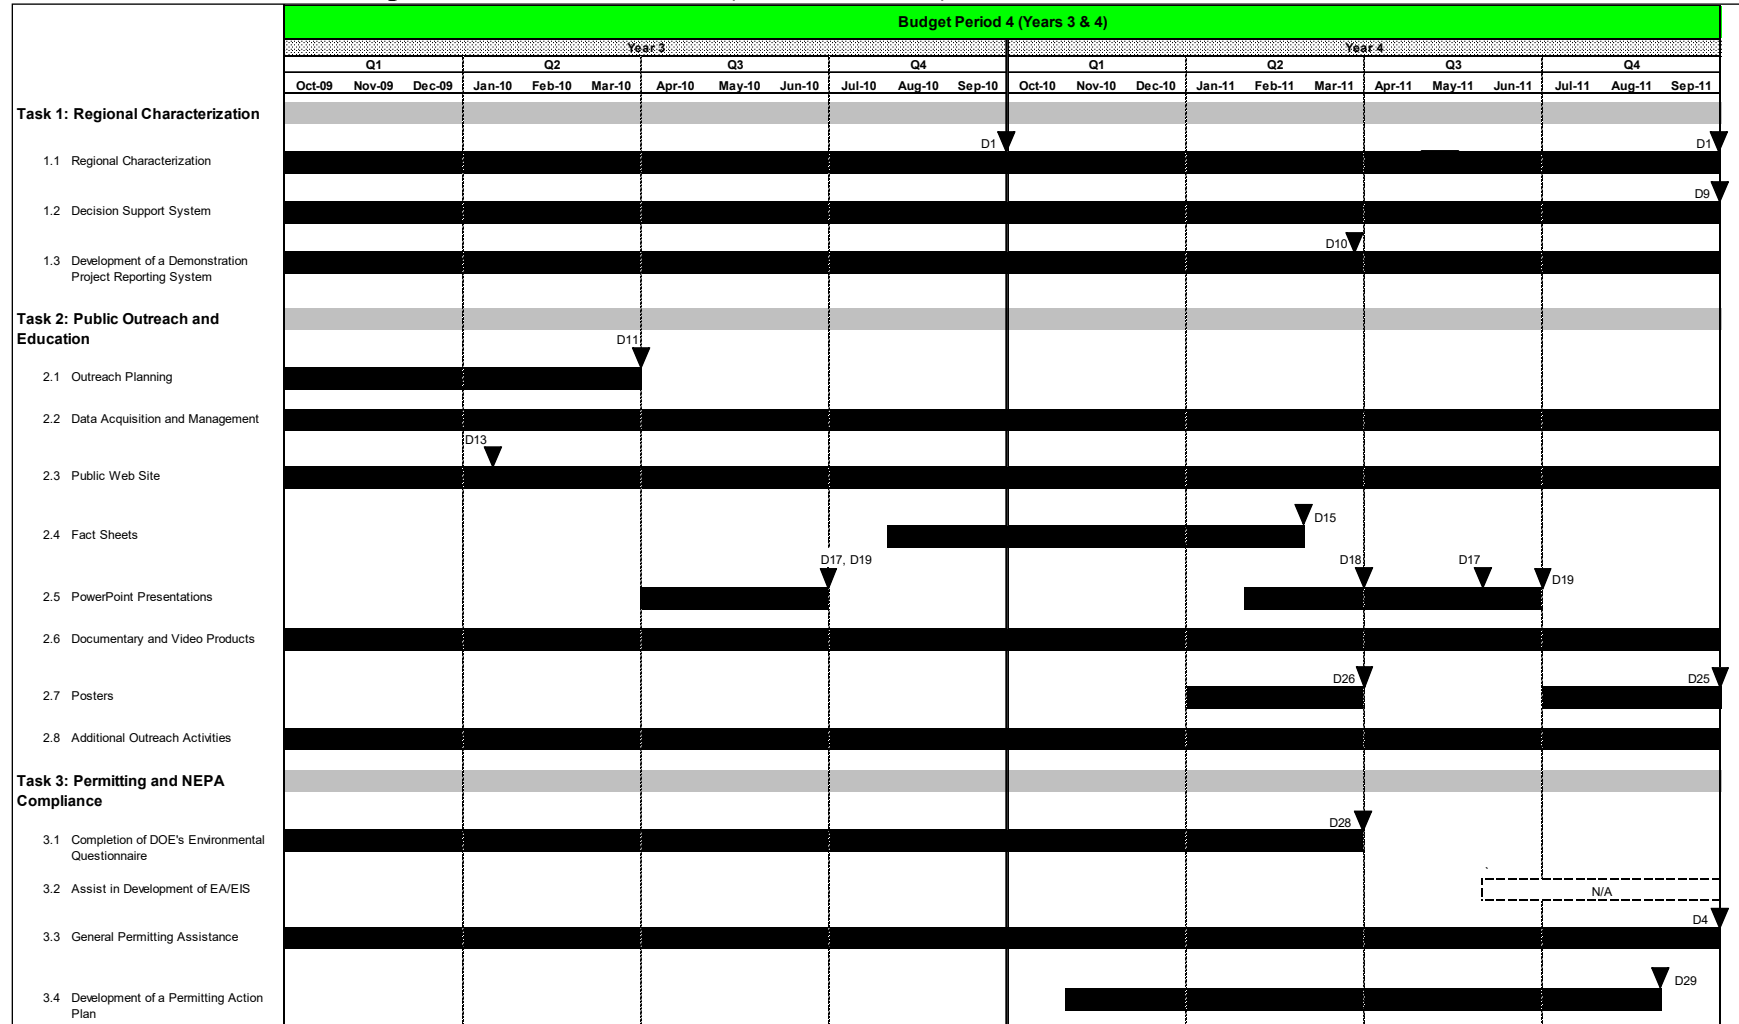 Budget Period 4 (Years 3 & 4)
Year 3 Year 4
Q1 Q2 Q3 Q4 Q1 Q2 Q3 Q4
Oct-09 Nov-09 Dec-09 Jan-10 Feb-10 Mar-10 Apr-10 May-10 Jun-10 Jul-10 Aug-10 Sep-10 Oct-10 Nov-10 Dec-10 Jan-11 Feb-11 Mar-11 Apr-11 May-11 Jun-11 Jul-11 Aug-11 Sep-11
Task 1: Regional Characterization
D1 D1
1.1 Regional Characterization
D9
1.2 Decision Support System
D10
1.3 Development of a Demonstration
Project Reporting System
Task 2: Public Outreach and
Education
D11
2.1 Outreach Planning
2.2 Data Acquisition and Management
D13
2.3 Public Web Site
D15
2.4 Fact Sheets
D17, D19 D18 D17
D19
2.5 PowerPoint Presentations
2.6 Documentary and Video Products
D26 D25
2.7 Posters
2.8 Additional Outreach Activities
Task 3: Permitting and NEPA
Compliance
D28
3.1 Completion of DOE's Environmental
Questionnaire
3.2 Assist in Development of EA/EIS N/A
D4
3.3 General Permitting Assistance
D29
3.4 Development of a Permitting Action
Plan